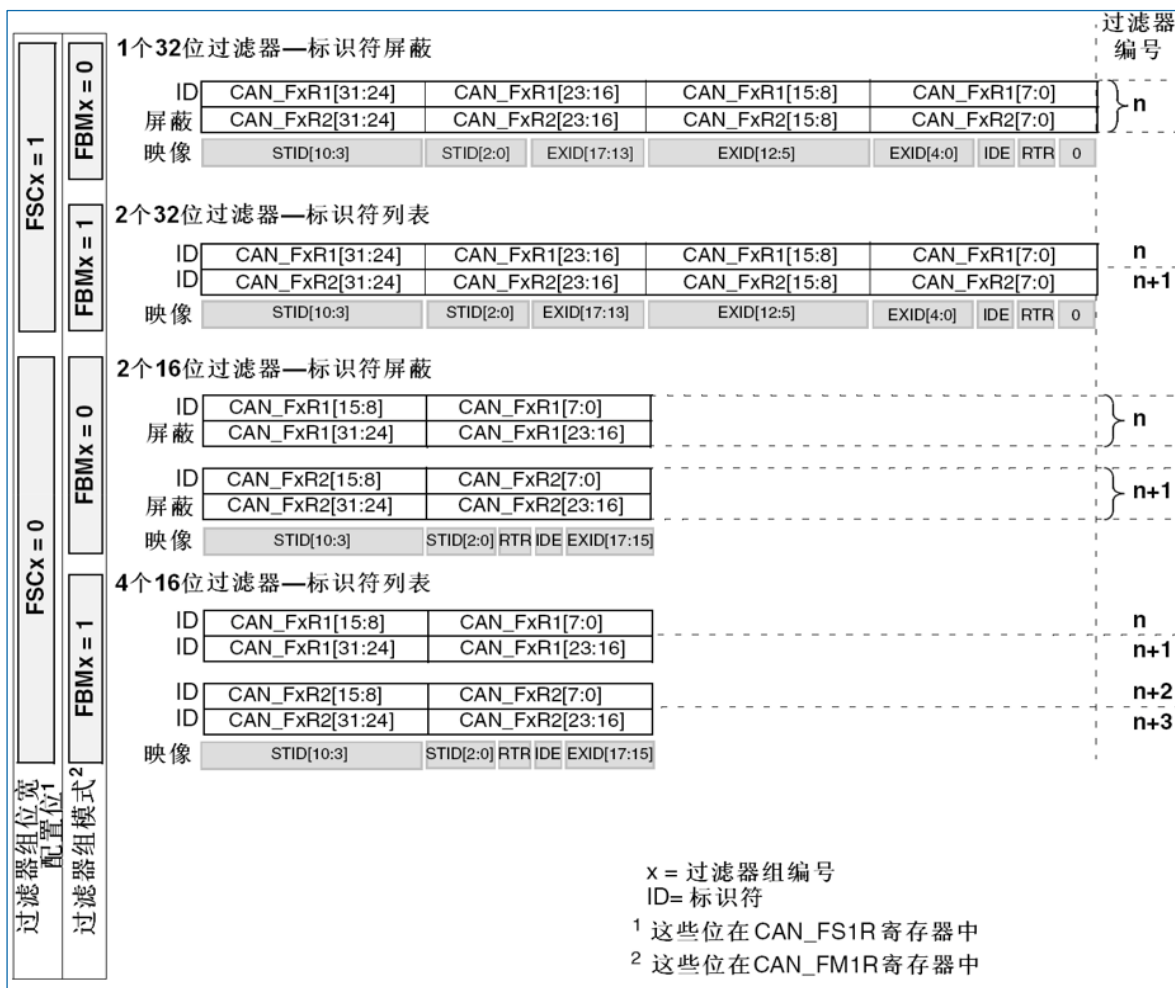 过滤器
编号
1个32位过滤器—标识符屏蔽
FSCx = 1
FBMx = 0
ID CAN_FxR1[31:24] CAN_FxR1[23:16] CAN_FxR1[15:8] CAN_FxR1[7:0] n
屏蔽 CAN_FxR2[31:24] CAN_FxR2[23:16] CAN_FxR2[15:8] CAN_FxR2[7:0]
映像 STID[10:3] STID[2:0] EXID[17:13] EXID[12:5] EXID[4:0] IDE RTR 0
2个32位过滤器—标识符列表
FBMx = 1
ID CAN_FxR1[31:24] CAN_FxR1[23:16] CAN_FxR1[15:8] CAN_FxR1[7:0] n
ID CAN_FxR2[31:24] CAN_FxR2[23:16] CAN_FxR2[15:8] CAN_FxR2[7:0] n+1
映像 STID[10:3] STID[2:0] EXID[17:13] EXID[12:5] EXID[4:0] IDE RTR 0
2个16位过滤器—标识符屏蔽
FSCx = 0
FBMx = 0
ID CAN_FxR1[15:8] CAN_FxR1[7:0] n
屏蔽 CAN_FxR1[31:24] CAN_FxR1[23:16]
ID CAN_FxR2[15:8] CAN_FxR2[7:0] n+1
屏蔽 CAN_FxR2[31:24] CAN_FxR2[23:16]
映像 STID[10:3] STID[2:0] RTR IDE EXID[17:15]
4个16位过滤器—标识符列表
FBMx = 1
ID CAN_FxR1[15:8] CAN_FxR1[7:0] n
ID CAN_FxR1[31:24] CAN_FxR1[23:16] n+1
ID CAN_FxR2[15:8] CAN_FxR2[7:0] n+2
ID CAN_FxR2[31:24] CAN_FxR2[23:16] n+3
映像 STID[10:3] STID[2:0] RTR IDE EXID[17:15]
过滤器组位宽
配置位1
过滤器组模式2
x = 过滤器组编号
ID= 标识符
1 这些位在CAN_FS1R 寄存器中
2 这些位在CAN_FM1R寄存器中